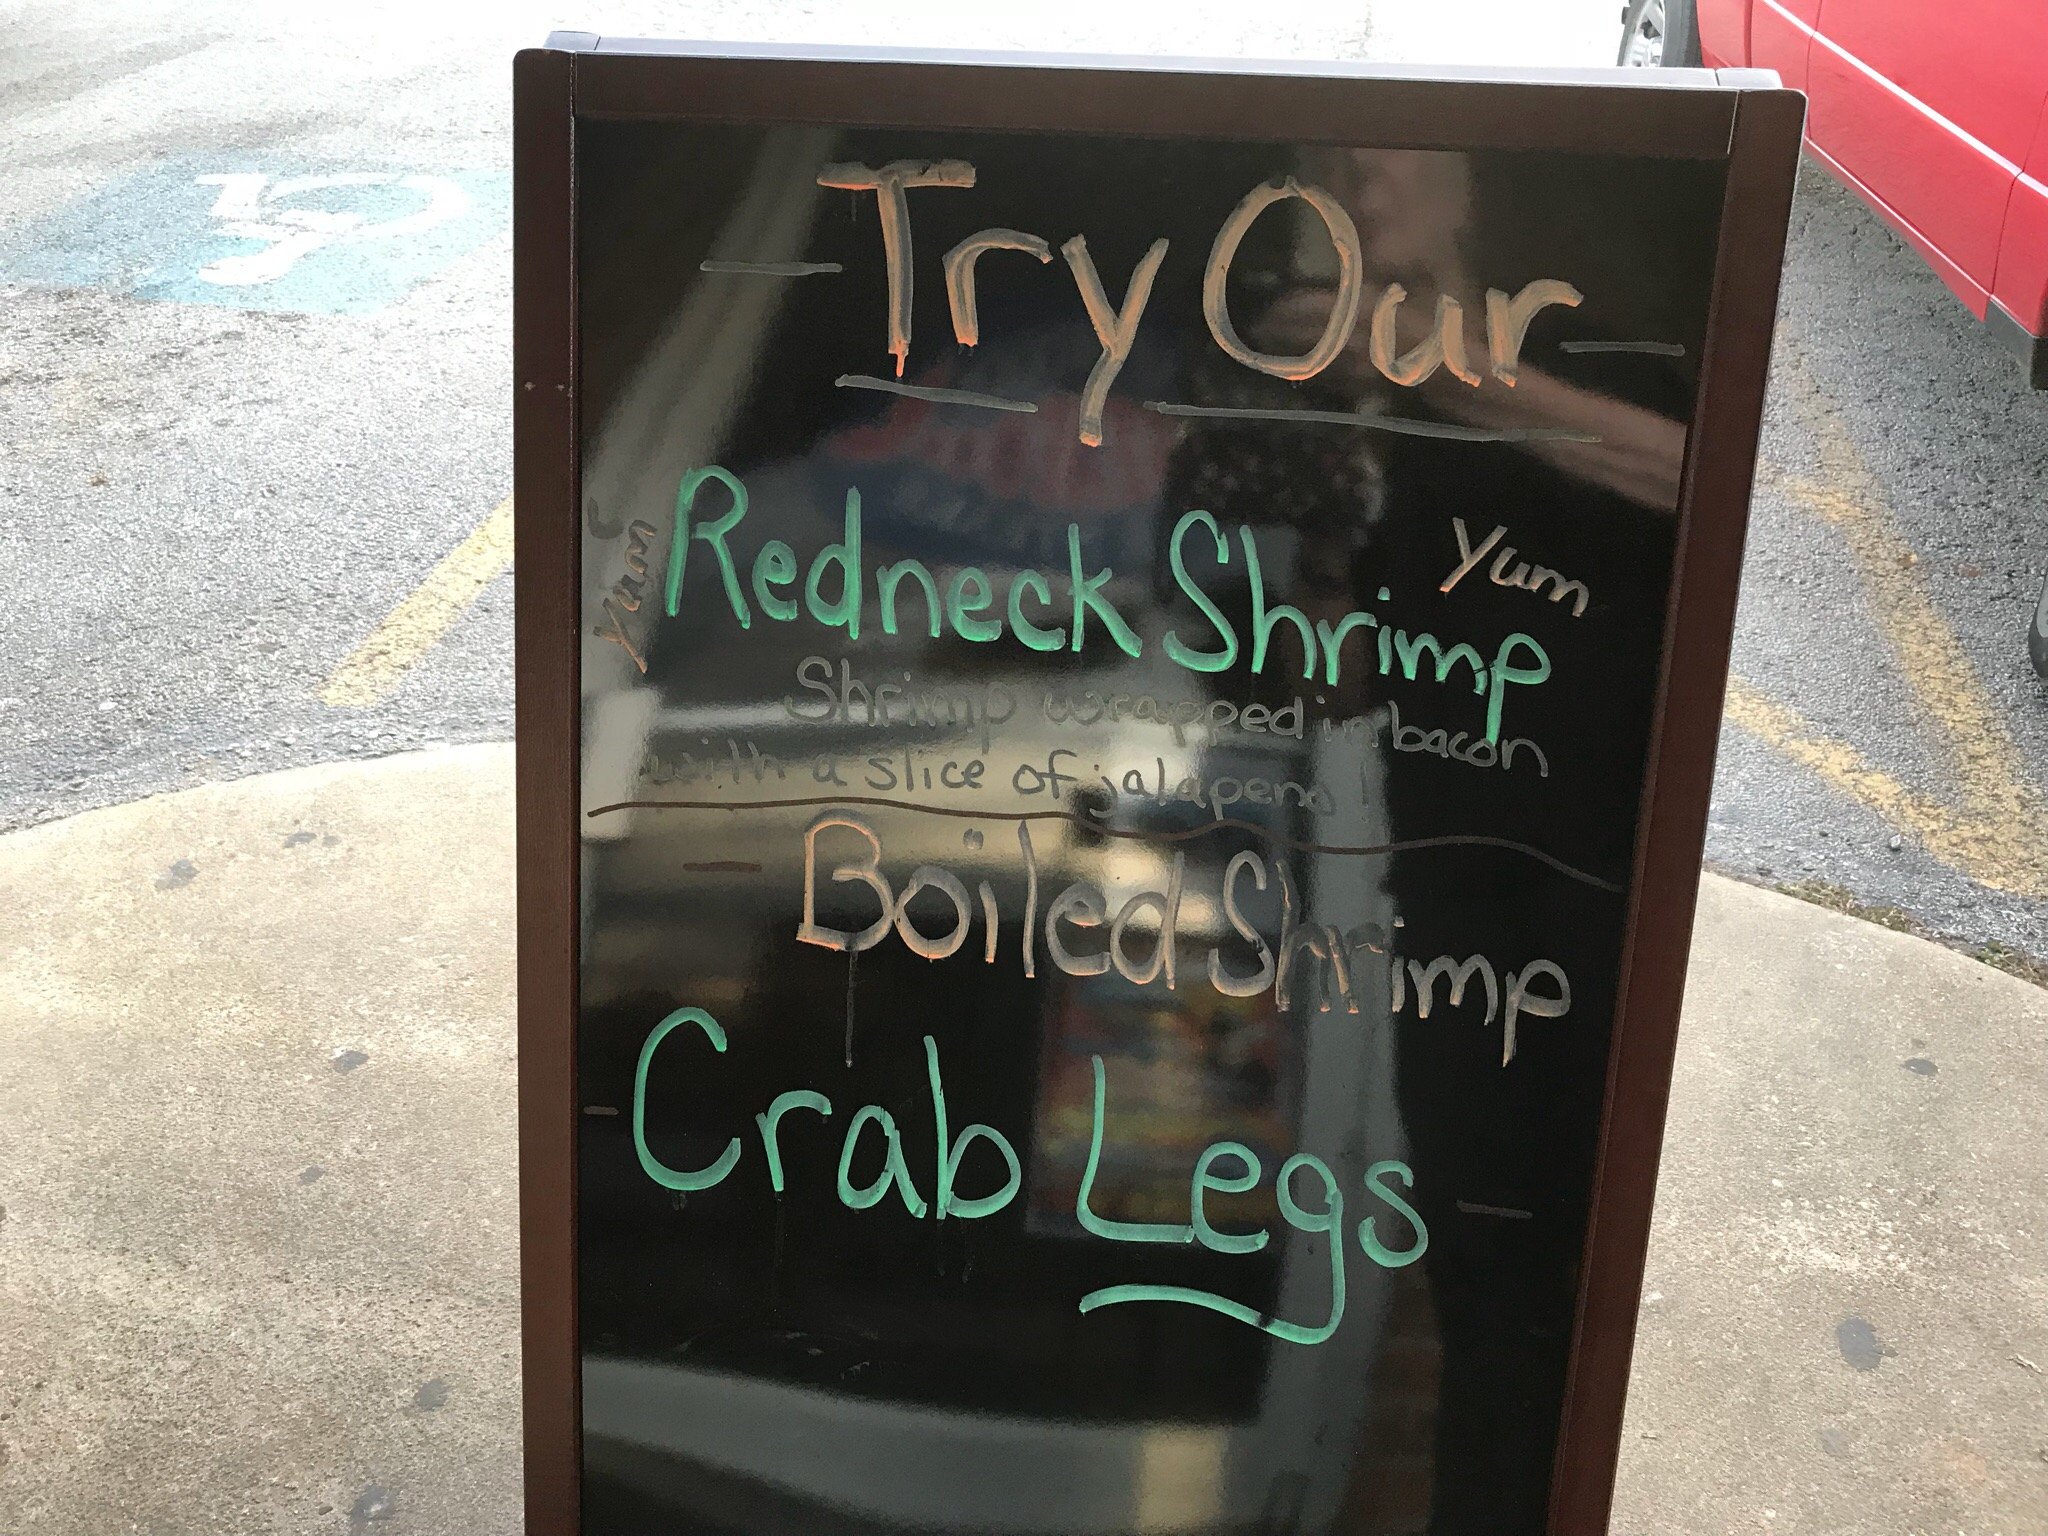 Try Our
Yum
Redneck Shrimp
Yum
Shrimp wrapped in bacon
with a slice of jalapeno!
Boiled Shrimp
Crab Legs